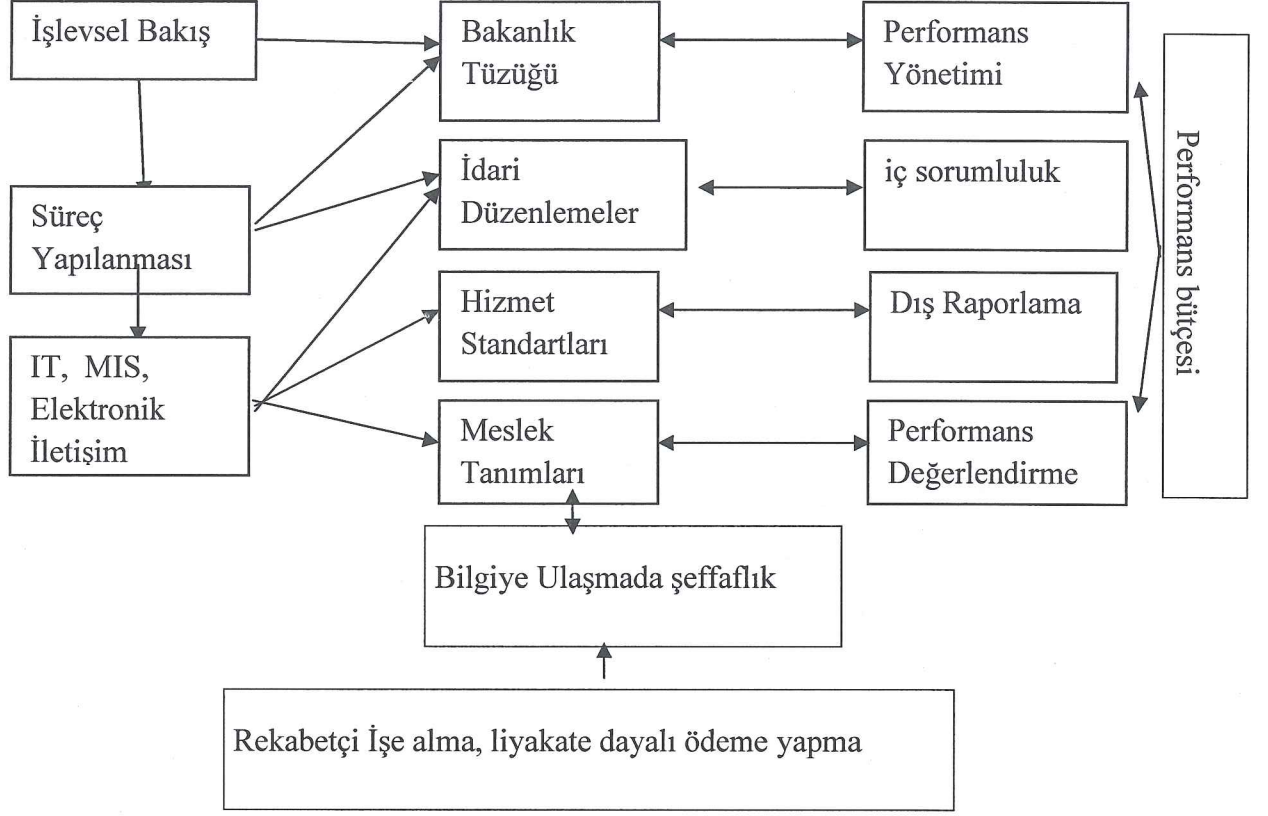 İşlevsel Bakış
Süreç
Yapılanması
IT, MIS,
Elektronik
İletişim
Bakanlık
Tüzüğü
İdari
Düzenlemeler
Hizmet
Standartları
Meslek
Tanımları
Performans
Yönetimi
iç sorumluluk
Dış Raporlama
Performans
Değerlendirme
Performans bütçesi
Bilgiye Ulaşmada şeffaflık
Rekabetçi İşe alma, liyakate dayalı ödeme yapma